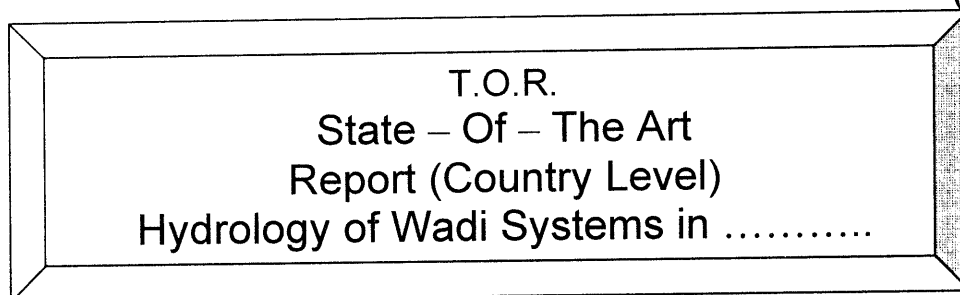 T.O.R.
State – Of – The Art
Report (Country Level)
Hydrology of Wadi Systems in ...........